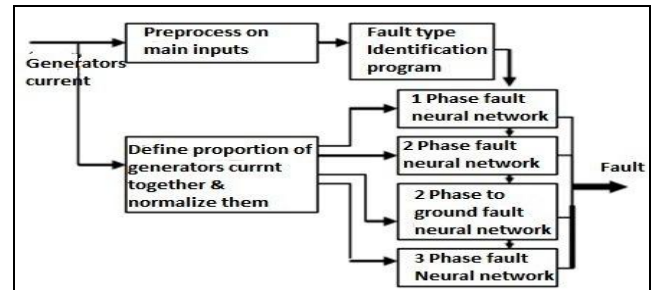 Preprocess on
main inputs
Fault type
Identification
program
Generators
current
1 Phase fault
neural network
Define proportion of
generators currnt
together &
normalize them
2 Phase fault
neural network
Fault
2 Phase to
ground fault
neural network
3 Phase fault
Neural network